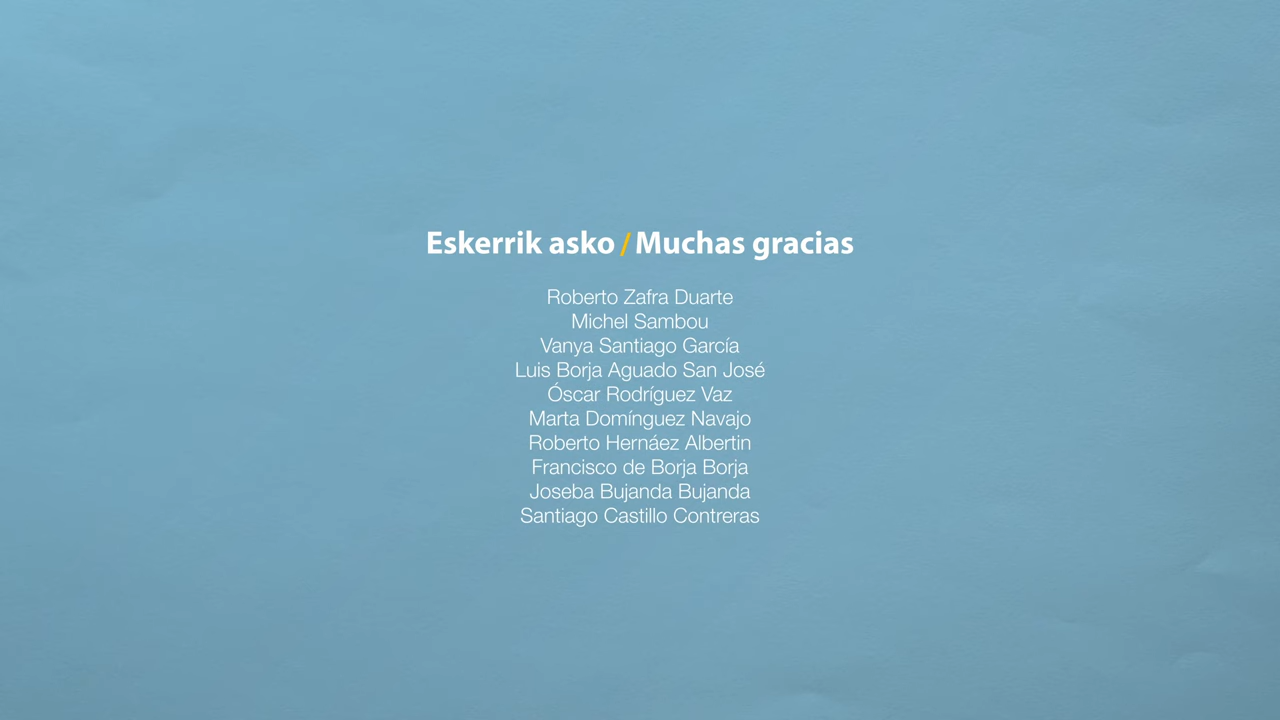 Eskerrik asko / Muchas gracias
Roberto Zafra Duarte
Michel Sambou
Vanya Santiago García
Luis Borja Aguado San José
Óscar Rodríguez Vaz
Marta Domínguez Navajo
Roberto Hernáez Albertin
Francisco de Borja Borja
Joseba Bujanda Bujanda
Santiago Castillo Contreras